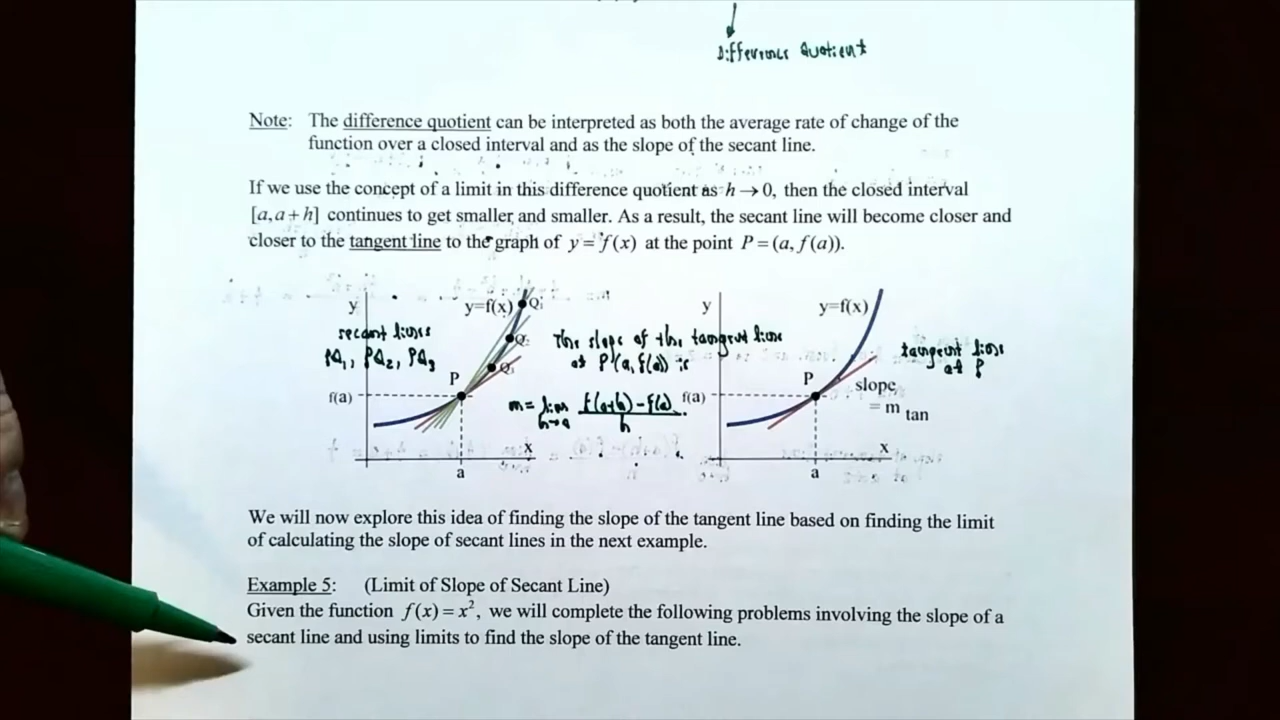 Difference Quotient
Note: The difference quotient can be interpreted as both the average rate of change of the
function over a closed interval and as the slope of the secant line.
If we use the concept of a limit in this difference quotient as h → 0, then the closed interval
[a, a + h] continues to get smaller and smaller. As a result, the secant line will become closer and
closer to the tangent line to the graph of y = f(x) at the point P = (a, f(a)).
y y=f(x) Q₁
secant lines
PQ₁, PQ₂, PQ₃
Q₂
Q₃
P
f(a)
x
a
The slope of the tangent line
at P(a, f(a)) is
m = lim f(a+h) - f(a)
h
y y=f(x)
tangent line
at P
P
slope
= m tan
f(a)
x
a
We will now explore this idea of finding the slope of the tangent line based on finding the limit
of calculating the slope of secant lines in the next example.
Example 5: (Limit of Slope of Secant Line)
Given the function f(x) = x², we will complete the following problems involving the slope of a
secant line and using limits to find the slope of the tangent line.